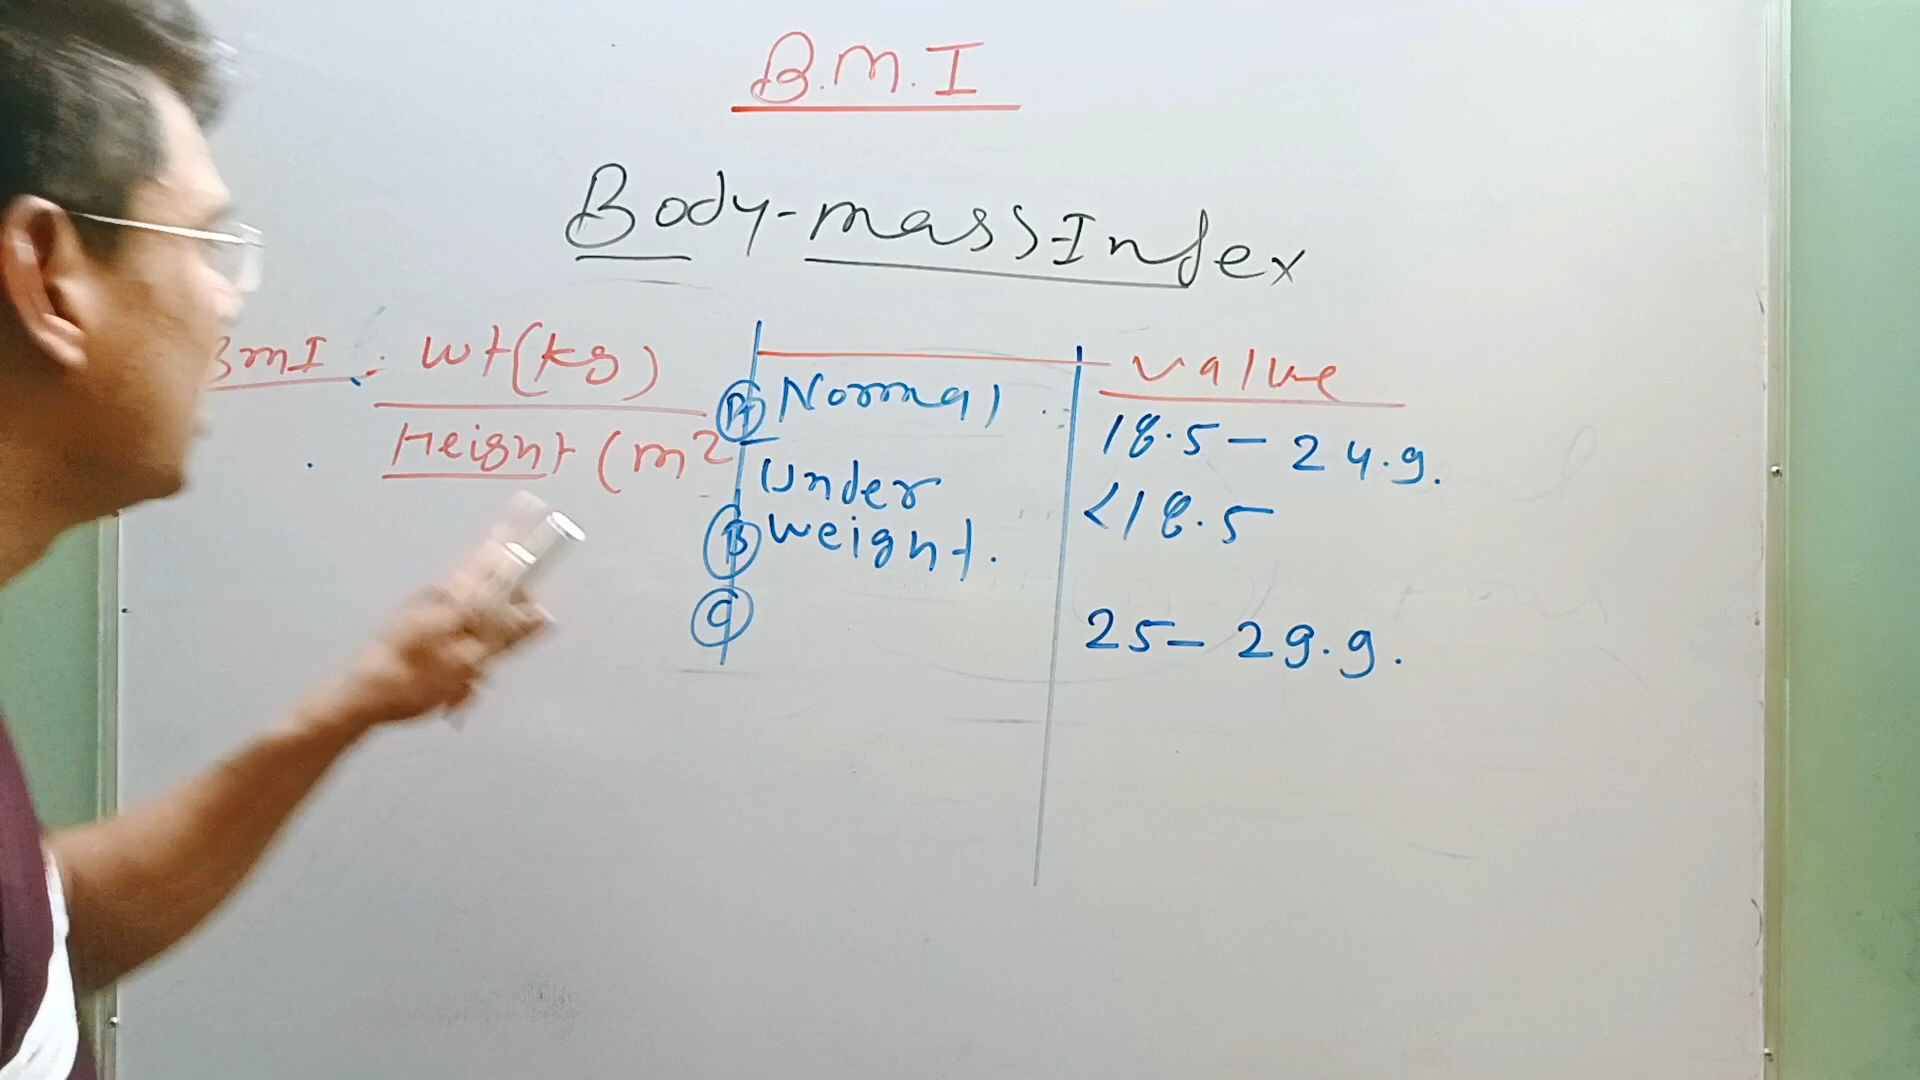 B.M.I
Body-mass Index
BmI : wt(kg)
Height (m2
value
A Normal 18.5 - 24.9.
Under
B weight. <18.5
C 25 - 29.9.